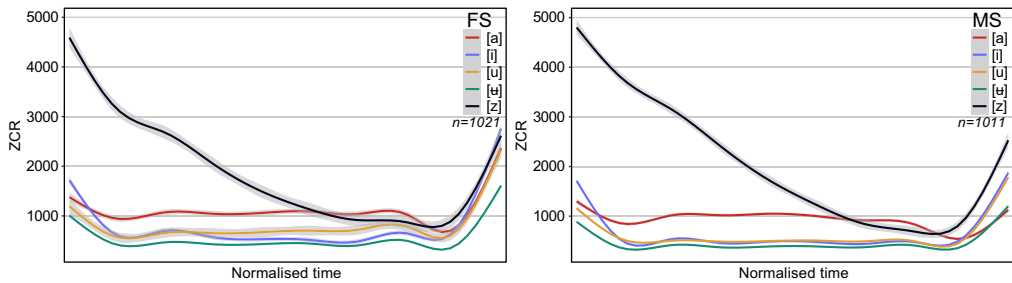 FS
5000
4000
3000
2000
1000
ZCR
[a]
[i]
[u]
[ʉ]
[z]
n=1021
Normalised time
MS
5000
4000
3000
2000
1000
ZCR
[a]
[i]
[u]
[ʉ]
[z]
n=1011
Normalised time